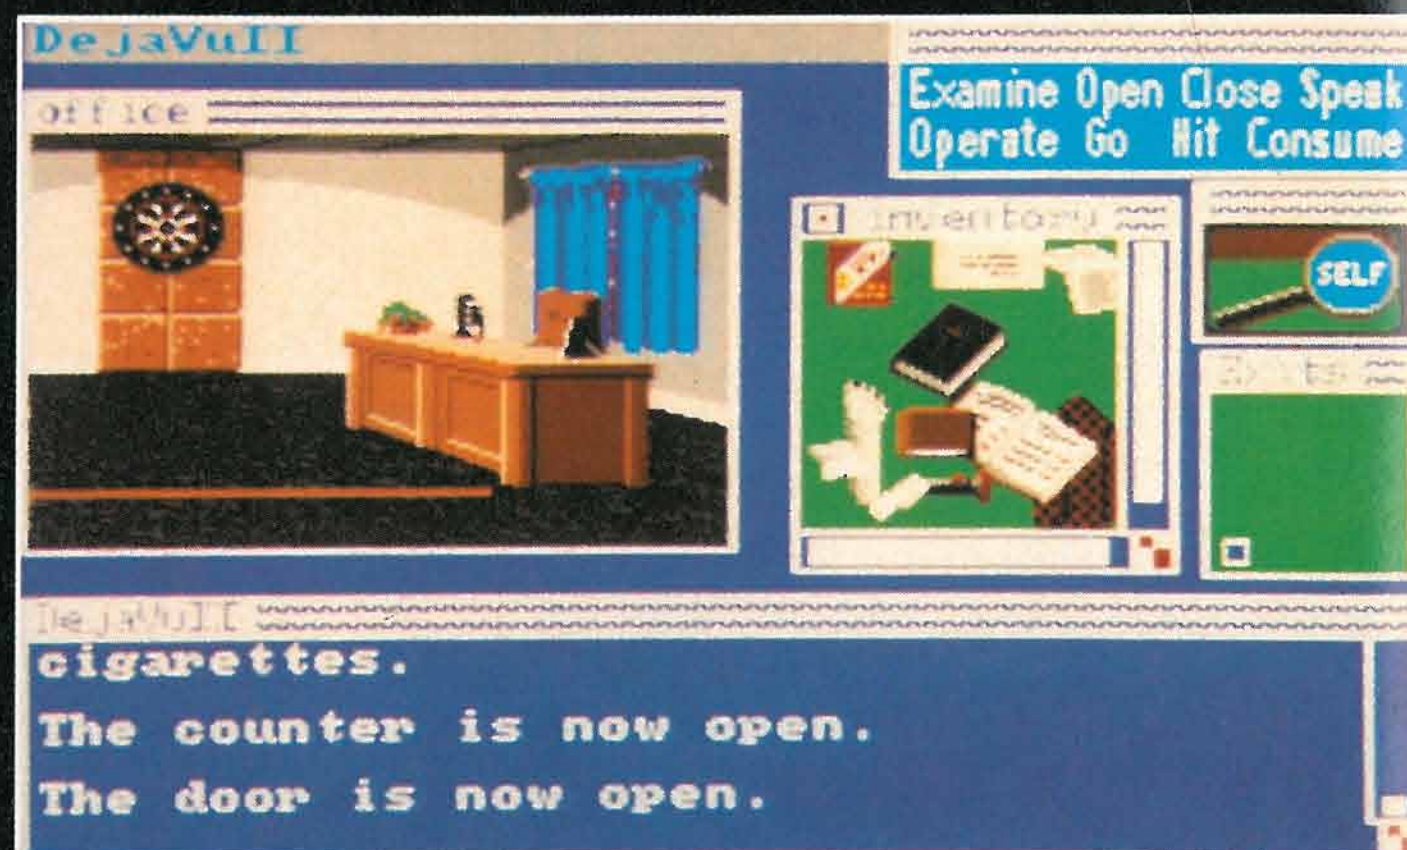 DejaVuII
Examine Open Close Speak
Operate Go Hit Consume
office
inventory
SELF
Exits
DejaVuII
cigarettes.
The counter is now open.
The door is now open.